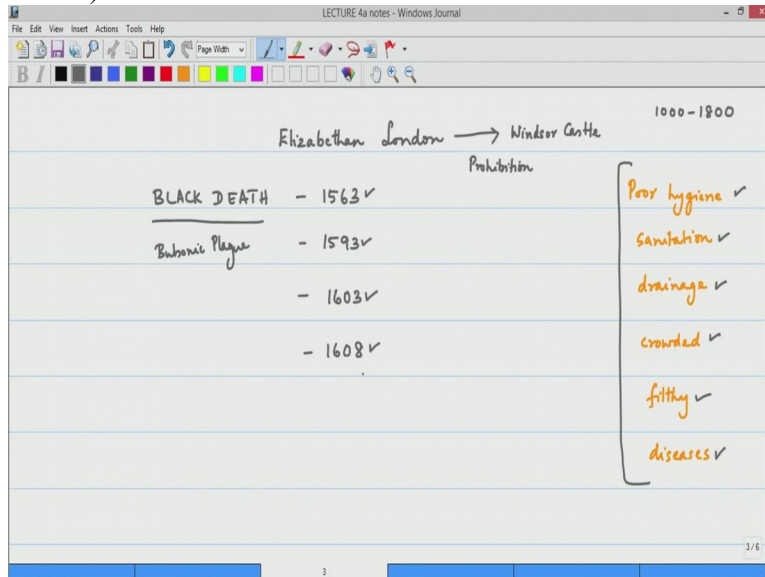 LECTURE 4a notes - Windows Journal
File Edit View Insert Actions Tools Help
Page Width
B I
1000-1800
Elizabethan London → Windsor Castle
Prohibition
BLACK DEATH - 1563 ✓
Bubonic Plague - 1593 ✓
- 1603 ✓
- 1608 ✓
Poor hygiene ✓
sanitation ✓
drainage ✓
crowded ✓
filthy ✓
diseases ✓
3/6
3